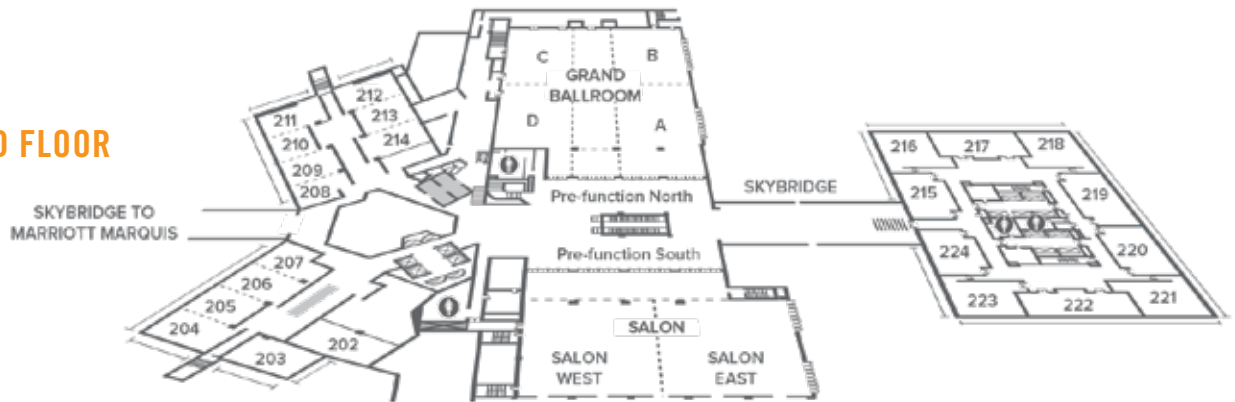 D FLOOR
SKYBRIDGE TO
MARRIOTT MARQUIS
211
210
209
208
212
213
214
207
206
205
204
203
202
C
B
GRAND
BALLROOM
D
A
Pre-function North
Pre-function South
SALON
SALON
WEST
SALON
EAST
SKYBRIDGE
216
217
218
215
219
224
220
223
222
221